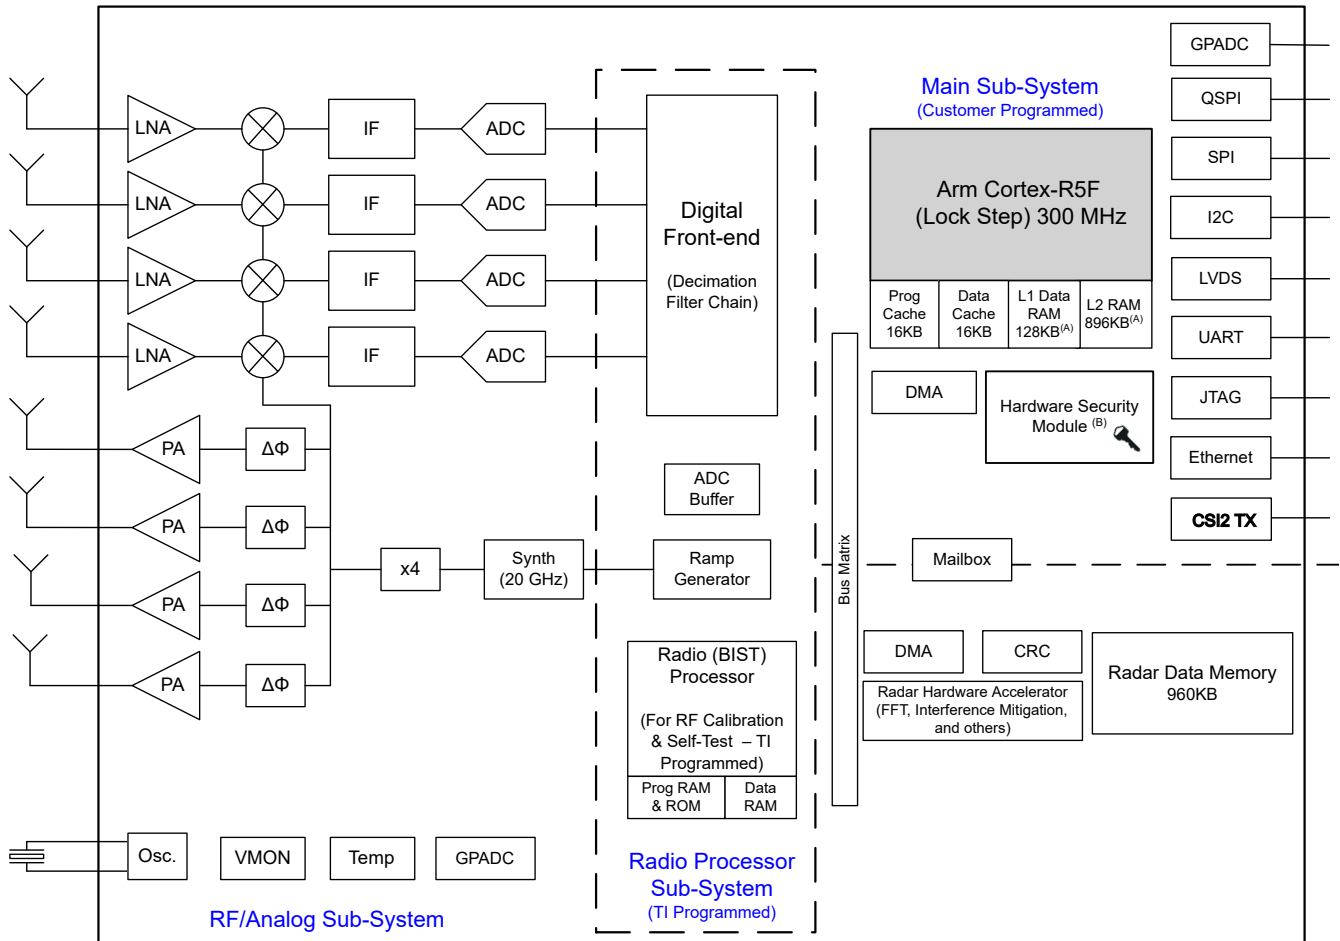 LNA
IF
ADC
LNA
IF
ADC
LNA
IF
ADC
LNA
IF
ADC
PA
ΔΦ
PA
ΔΦ
PA
ΔΦ
PA
ΔΦ
x4
Synth
(20 GHz)
Osc.
VMON
Temp
GPADC
RF/Analog Sub-System
Digital
Front-end
(Decimation
Filter Chain)
ADC
Buffer
Ramp
Generator
Radio (BIST)
Processor
(For RF Calibration
& Self-Test – TI
Programmed)
Prog RAM
& ROM
Data
RAM
Radio Processor
Sub-System
(TI Programmed)
Bus Matrix
Main Sub-System
(Customer Programmed)
Arm Cortex-R5F
(Lock Step) 300 MHz
Prog
Cache
16KB
Data
Cache
16KB
L1 Data
RAM
128KB(A)
L2 RAM
896KB(A)
DMA
Hardware Security
Module (B)
Mailbox
DMA
CRC
Radar Hardware Accelerator
(FFT, Interference Mitigation,
and others)
Radar Data Memory
960KB
GPADC
QSPI
SPI
I2C
LVDS
UART
JTAG
Ethernet
CSI2 TX